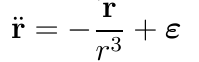 r̈ = − r / r³ + ε